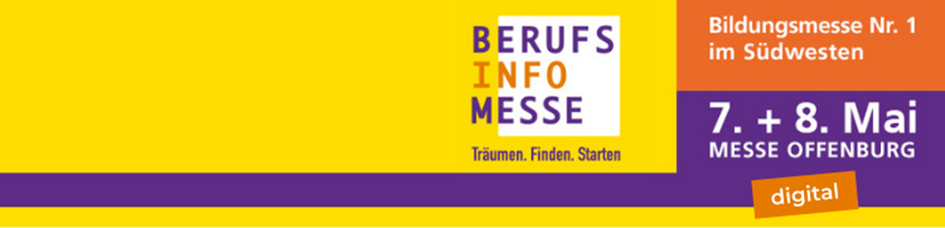 BERUFS
INFO
MESSE
Träumen. Finden. Starten
Bildungsmesse Nr. 1
im Südwesten
7. + 8. Mai
MESSE OFFENBURG
digital